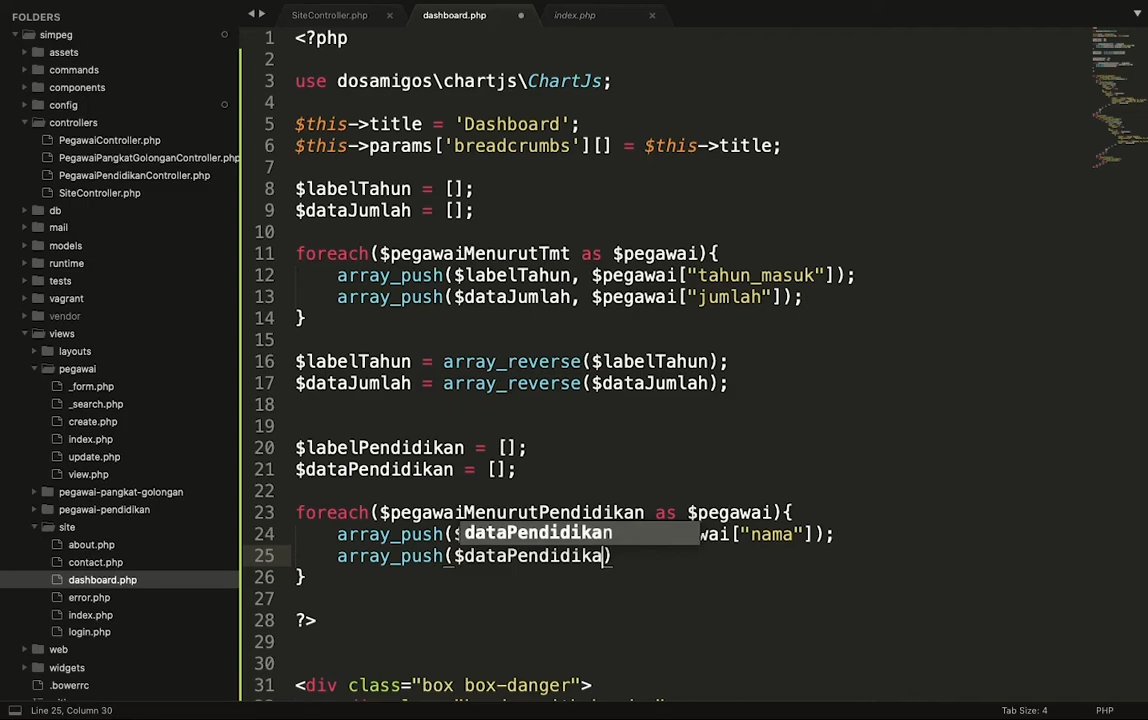 FOLDERS
simpeg
assets
commands
components
config
controllers
PegawaiController.php
PegawaiPangkatGolonganController.php
PegawaiPendidikanController.php
SiteController.php
db
mail
models
runtime
tests
vagrant
vendor
views
layouts
pegawai
_form.php
_search.php
create.php
index.php
update.php
view.php
pegawai-pangkat-golongan
pegawai-pendidikan
site
about.php
contact.php
dashboard.php
error.php
index.php
login.php
web
widgets
.bowerrc
SiteController.php
dashboard.php
index.php
1 <?php
2
3 use dosamigos\chartjs\ChartJs;
4
5 $this->title = 'Dashboard';
6 $this->params['breadcrumbs'][] = $this->title;
7
8 $labelTahun = [];
9 $dataJumlah = [];
10
11 foreach($pegawaiMenurutTmt as $pegawai){
12 array_push($labelTahun, $pegawai["tahun_masuk"]);
13 array_push($dataJumlah, $pegawai["jumlah"]);
14 }
15
16 $labelTahun = array_reverse($labelTahun);
17 $dataJumlah = array_reverse($dataJumlah);
18
19
20 $labelPendidikan = [];
21 $dataPendidikan = [];
22
23 foreach($pegawaiMenurutPendidikan as $pegawai){
dataPendidikan
24 array_push( wai["nama"]);
25 array_push($dataPendidika)
26 }
27
28 ?>
29
30
31 <div class="box box-danger">
Line 25, Column 30
Tab Size: 4
PHP